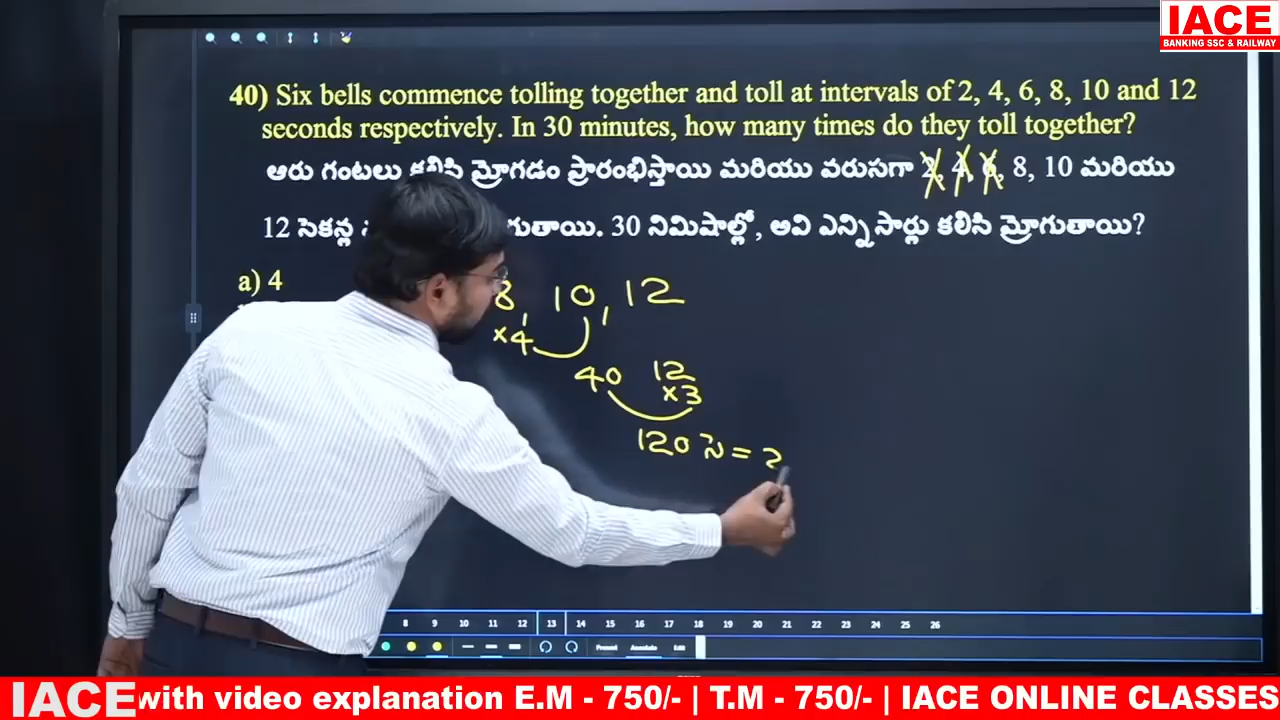 IACE
BANKING SSC & RAILWAY
40) Six bells commence tolling together and toll at intervals of 2, 4, 6, 8, 10 and 12
seconds respectively. In 30 minutes, how many times do they toll together?
ఆరు గంటలు కలిసి మ్రోగడం ప్రారంభిస్తాయి మరియు వరుసగా 2, 4, 6, 8, 10 మరియు
12 సెకన్ల గుతాయి. 30 నిమిషాల్లో, అవి ఎన్నిసార్లు కలిసి మ్రోగుతాయి?
a) 4
8, 10, 12
×4
40 12
×3
120 సె = 2
8 9 10 11 12 13 14 15 16 17 18 19 20 21 22 23 24 25 26
Present Annotate Edit
IACE with video explanation E.M - 750/- | T.M - 750/- | IACE ONLINE CLASSES